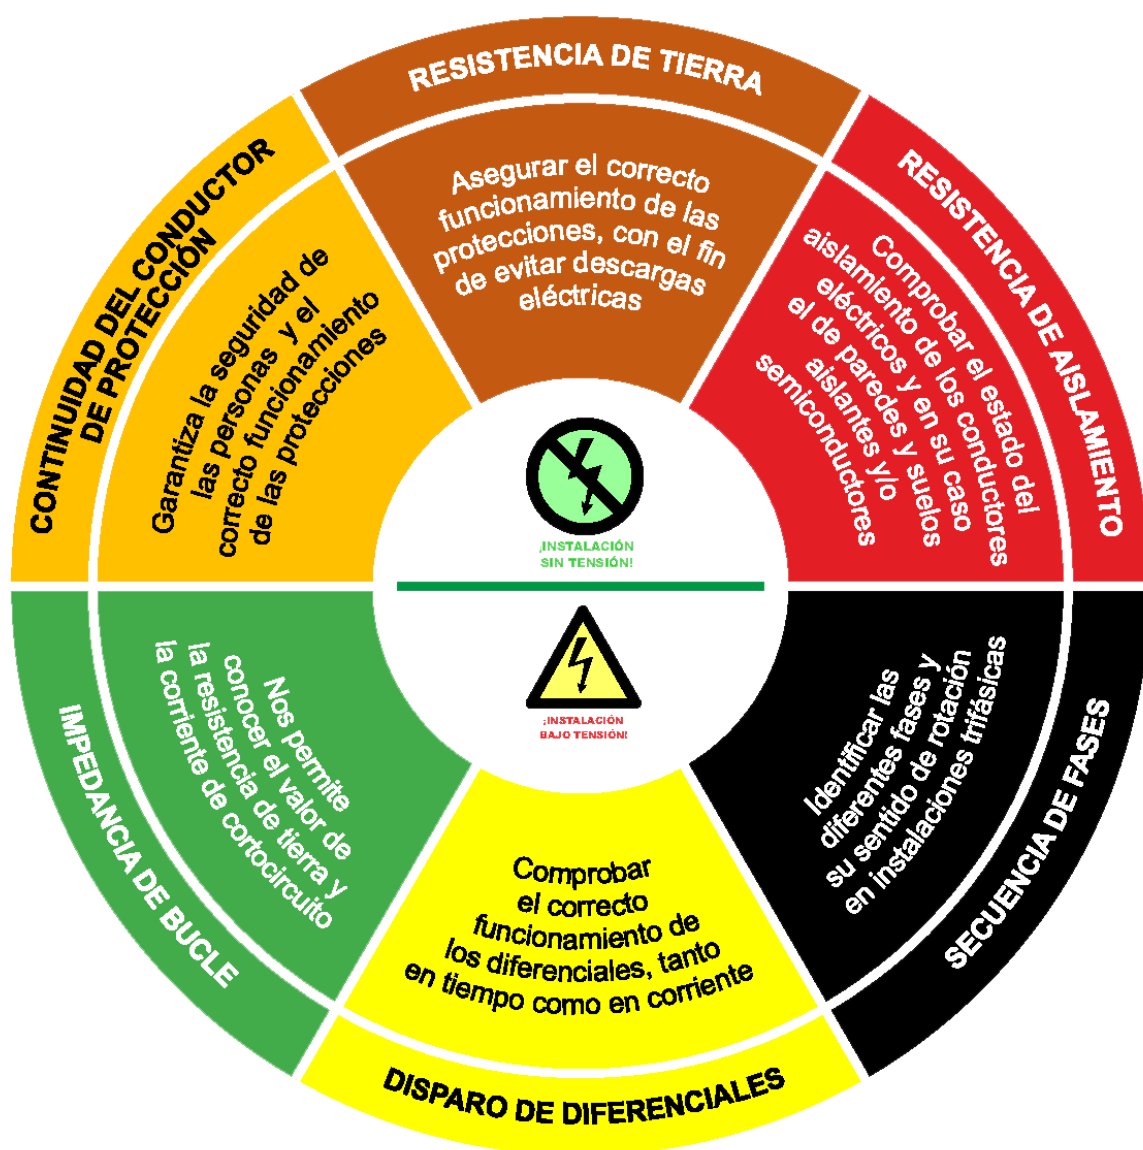 RESISTENCIA DE TIERRA
Asegurar el correcto
funcionamiento de las
protecciones, con el fin
de evitar descargas
eléctricas
RESISTENCIA DE AISLAMIENTO
Comprobar el estado del
aislamiento de los conductores
eléctricos y en su caso
el de paredes y suelos
aislantes y/o
semiconductores
CONTINUIDAD DEL CONDUCTOR
DE PROTECCIÓN
Garantiza la seguridad de
las personas y el
correcto funcionamiento
de las protecciones
¡INSTALACIÓN
SIN TENSIÓN!
¡INSTALACIÓN
BAJO TENSIÓN!
IMPEDANCIA DE BUCLE
Nos permite
conocer el valor de
la resistencia de tierra y
la corriente de cortocircuito
Identificar las
diferentes fases y
su sentido de rotación
en instalaciones trifásicas
SECUENCIA DE FASES
Comprobar
el correcto
funcionamiento de
los diferenciales, tanto
en tiempo como en corriente
DISPARO DE DIFERENCIALES